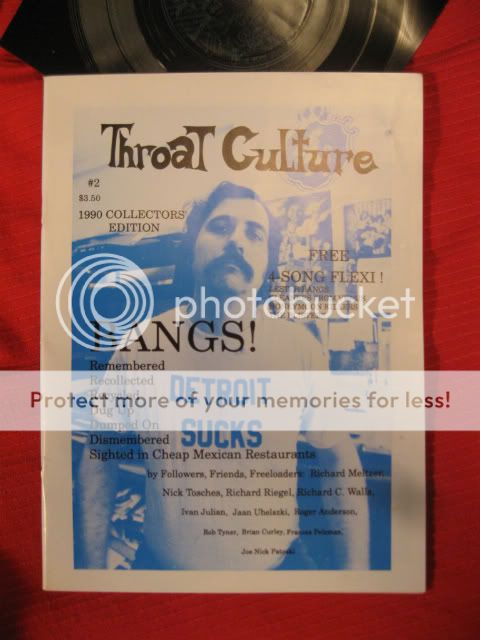 Throat Culture
#2
$3.50
1990 COLLECTORS'
EDITION
FREE
4-SONG FLEXI !
BANGS!
photobucket
Remembered
Recollected
Protect more of your memories for less!
Dug Up
Dumped On
Dismembered
Sighted in Cheap Mexican Restaurants
DETROIT
SUCKS
by Followers, Friends, Freeloaders: Richard Meltzer,
Nick Tosches, Richard Riegel, Richard C. Walls,
Ivan Julian, Jaan Uhelszki, Roger Anderson,
Rob Tyner, Brian Curley, Frances Pelzman,
Joe Nick Patoski